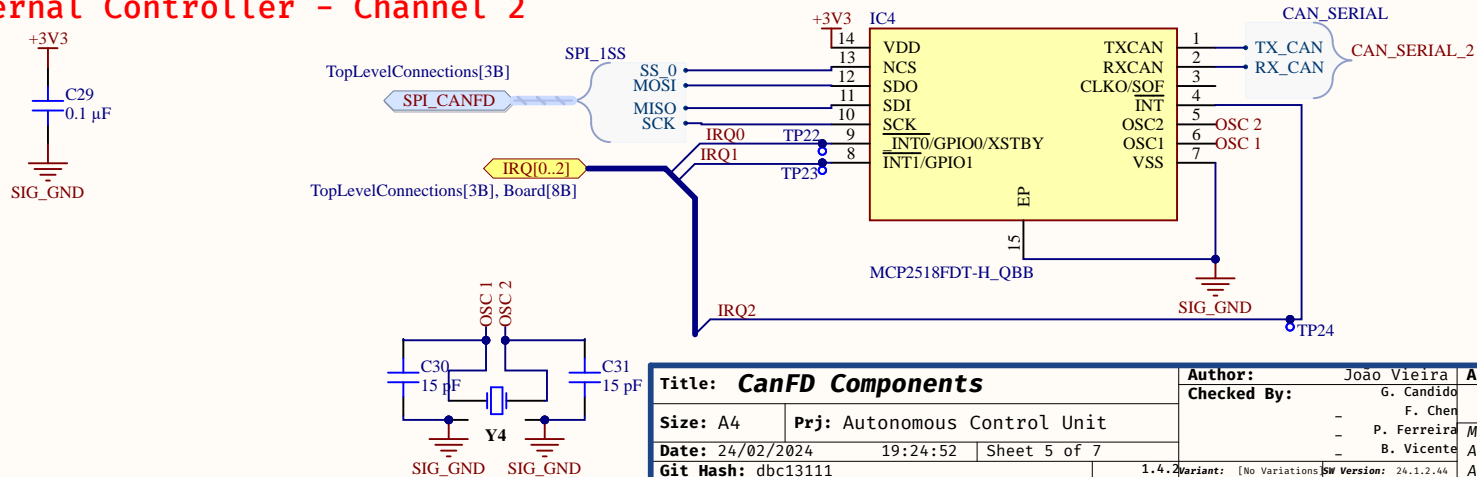 ernal Controller - Channel 2
+3V3
C29
0.1 µF
SIG_GND
SPI_1SS
TopLevelConnections[3B]
SPI_CANFD
SS_0
MOSI
MISO
SCK
IRQ[0..2]
TopLevelConnections[3B], Board[8B]
IRQ0
IRQ1
TP22
TP23
+3V3
IC4
14 VDD
13 NCS
12 SDO
11 SDI
10 SCK
9 _INT0/GPIO0/XSTBY
8 INT1/GPIO1
TXCAN 1
RXCAN 2
CLKO/SOF 3
INT 4
OSC2 5 OSC 2
OSC1 6 OSC 1
VSS 7
EP
15
MCP2518FDT-H_QBB
CAN_SERIAL
TX_CAN
RX_CAN
CAN_SERIAL_2
SIG_GND
IRQ2
TP24
OSC 1
OSC 2
C30
15 pF
C31
15 pF
Y4
SIG_GND
SIG_GND
Title: CanFD Components
Size: A4 Prj: Autonomous Control Unit
Date: 24/02/2024 19:24:52 Sheet 5 of 7
Git Hash: dbc13111 1.4.2
Author: João Vieira A
Checked By: G. Candido
_ F. Chen
_ P. Ferreira M
_ B. Vicente A
Variant: [No Variations] SW Version: 24.1.2.44 A